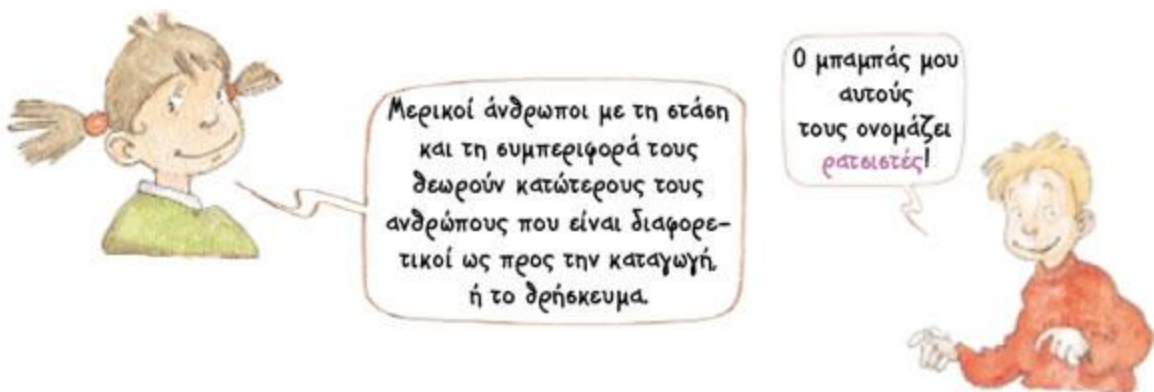 Μερικοί άνθρωποι με τη στάση
και τη συμπεριφορά τους
θεωρούν κατώτερους τους
ανθρώπους που είναι διαφορε-
τικοί ως προς την καταγωγή,
ή το θρήσκευμα.
Ο μπαμπάς μου
αυτούς
τους ονομάζει
ρατσιστές!